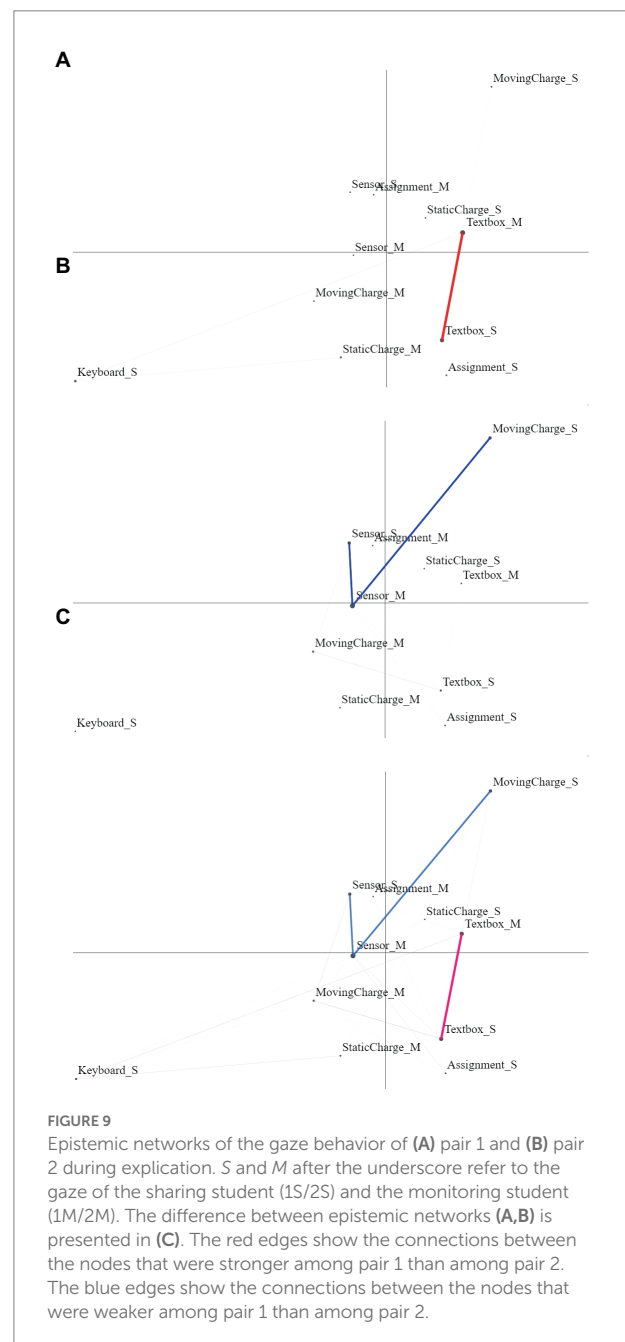 A
MovingCharge_S
Sensor_S
Assignment_M
StaticCharge_S
Textbox_M
Sensor_M
B
MovingCharge_M
Textbox_S
StaticCharge_M
Keyboard_S
Assignment_S
MovingCharge_S
Sensor_S
Assignment_M
StaticCharge_S
Textbox_M
Sensor_M
C
MovingCharge_M
Textbox_S
StaticCharge_M
Assignment_S
Keyboard_S
MovingCharge_S
Sensor_S
Assignment_M
StaticCharge_S
Textbox_M
Sensor_M
MovingCharge_M
Textbox_S
StaticCharge_M
Keyboard_S
Assignment_S
FIGURE 9
Epistemic networks of the gaze behavior of (A) pair 1 and (B) pair
2 during explication. S and M after the underscore refer to the
gaze of the sharing student (1S/2S) and the monitoring student
(1M/2M). The difference between epistemic networks (A,B) is
presented in (C). The red edges show the connections between
the nodes that were stronger among pair 1 than among pair 2.
The blue edges show the connections between the nodes that
were weaker among pair 1 than among pair 2.